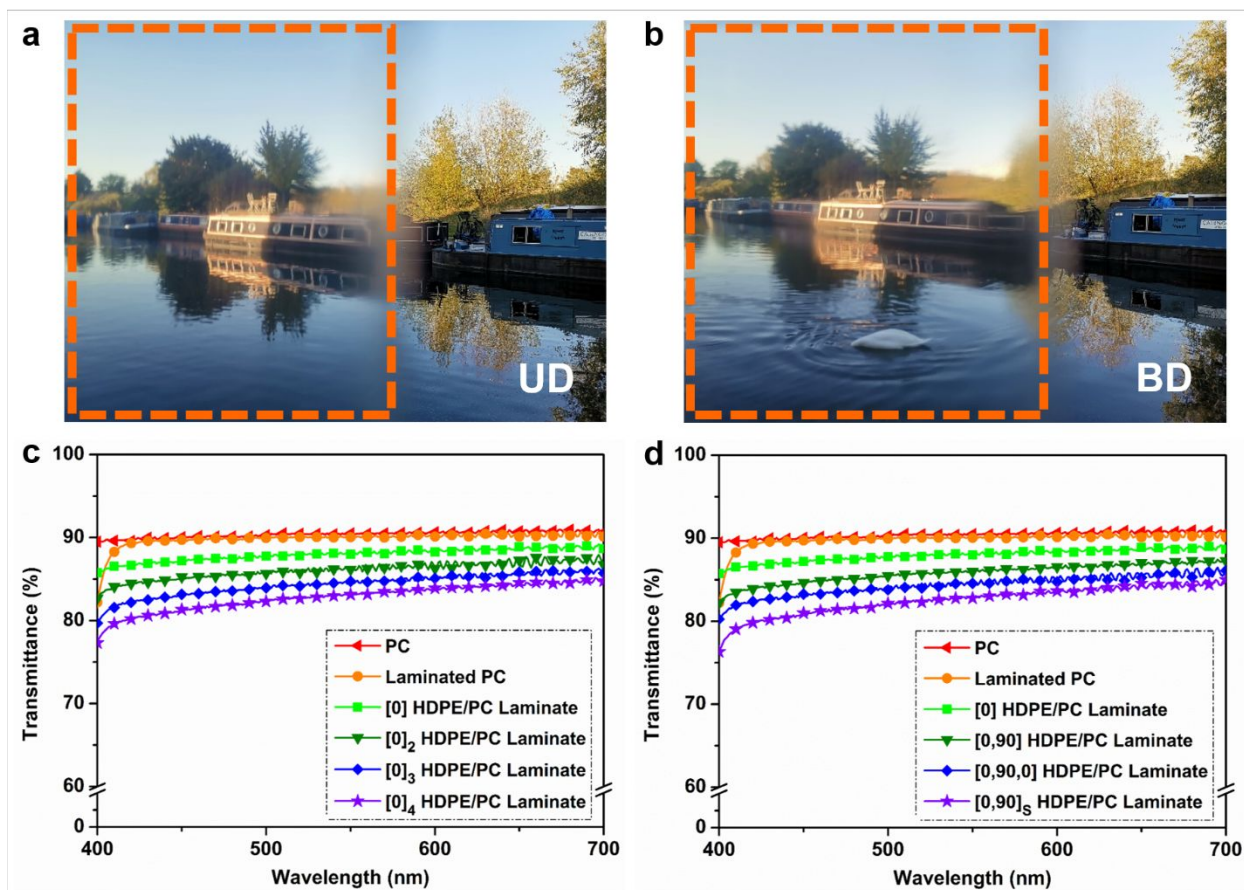 a
UD
b
BD
c
Transmittance (%)
100
90
80
70
60
0
PC
Laminated PC
[0] HDPE/PC Laminate
[0]2 HDPE/PC Laminate
[0]3 HDPE/PC Laminate
[0]4 HDPE/PC Laminate
400
500
600
700
Wavelength (nm)
d
Transmittance (%)
100
90
80
70
60
0
PC
Laminated PC
[0] HDPE/PC Laminate
[0,90] HDPE/PC Laminate
[0,90,0] HDPE/PC Laminate
[0,90]S HDPE/PC Laminate
400
500
600
700
Wavelength (nm)